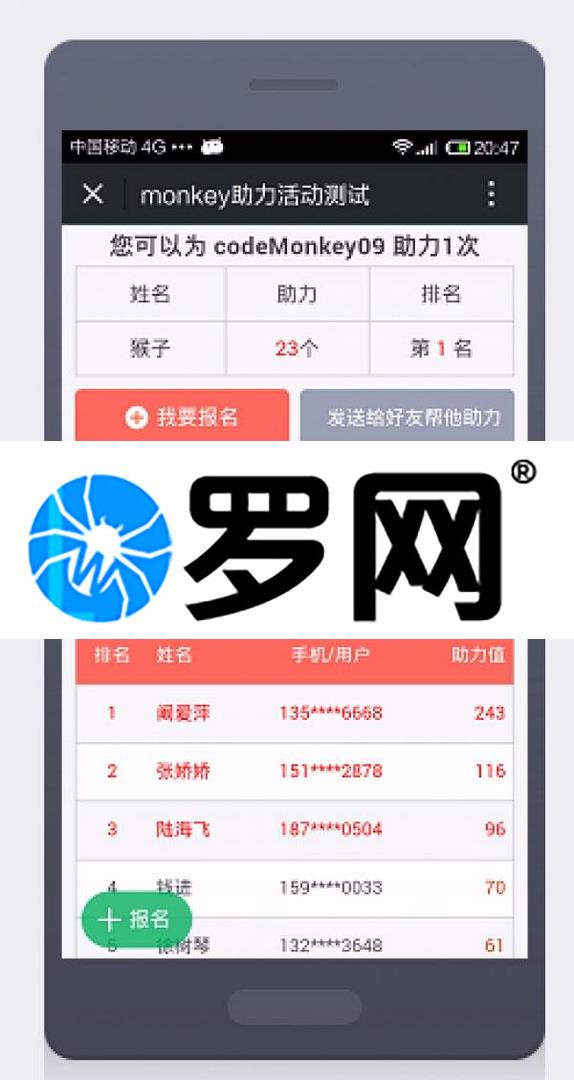 中国移动 4G ••• 20:47
monkey助力活动测试
您可以为 codeMonkey09 助力1次
姓名 助力 排名
猴子 23个 第 1 名
我要报名 发送给好友帮他助力
罗网®
排名 姓名 手机/用户 助力值
1 阚爱萍 135****6668 243
2 张娇娇 151****2878 116
3 陆海飞 187****0504 96
4 钱进 159****0033 70
报名
5 徐树琴 132****3648 61